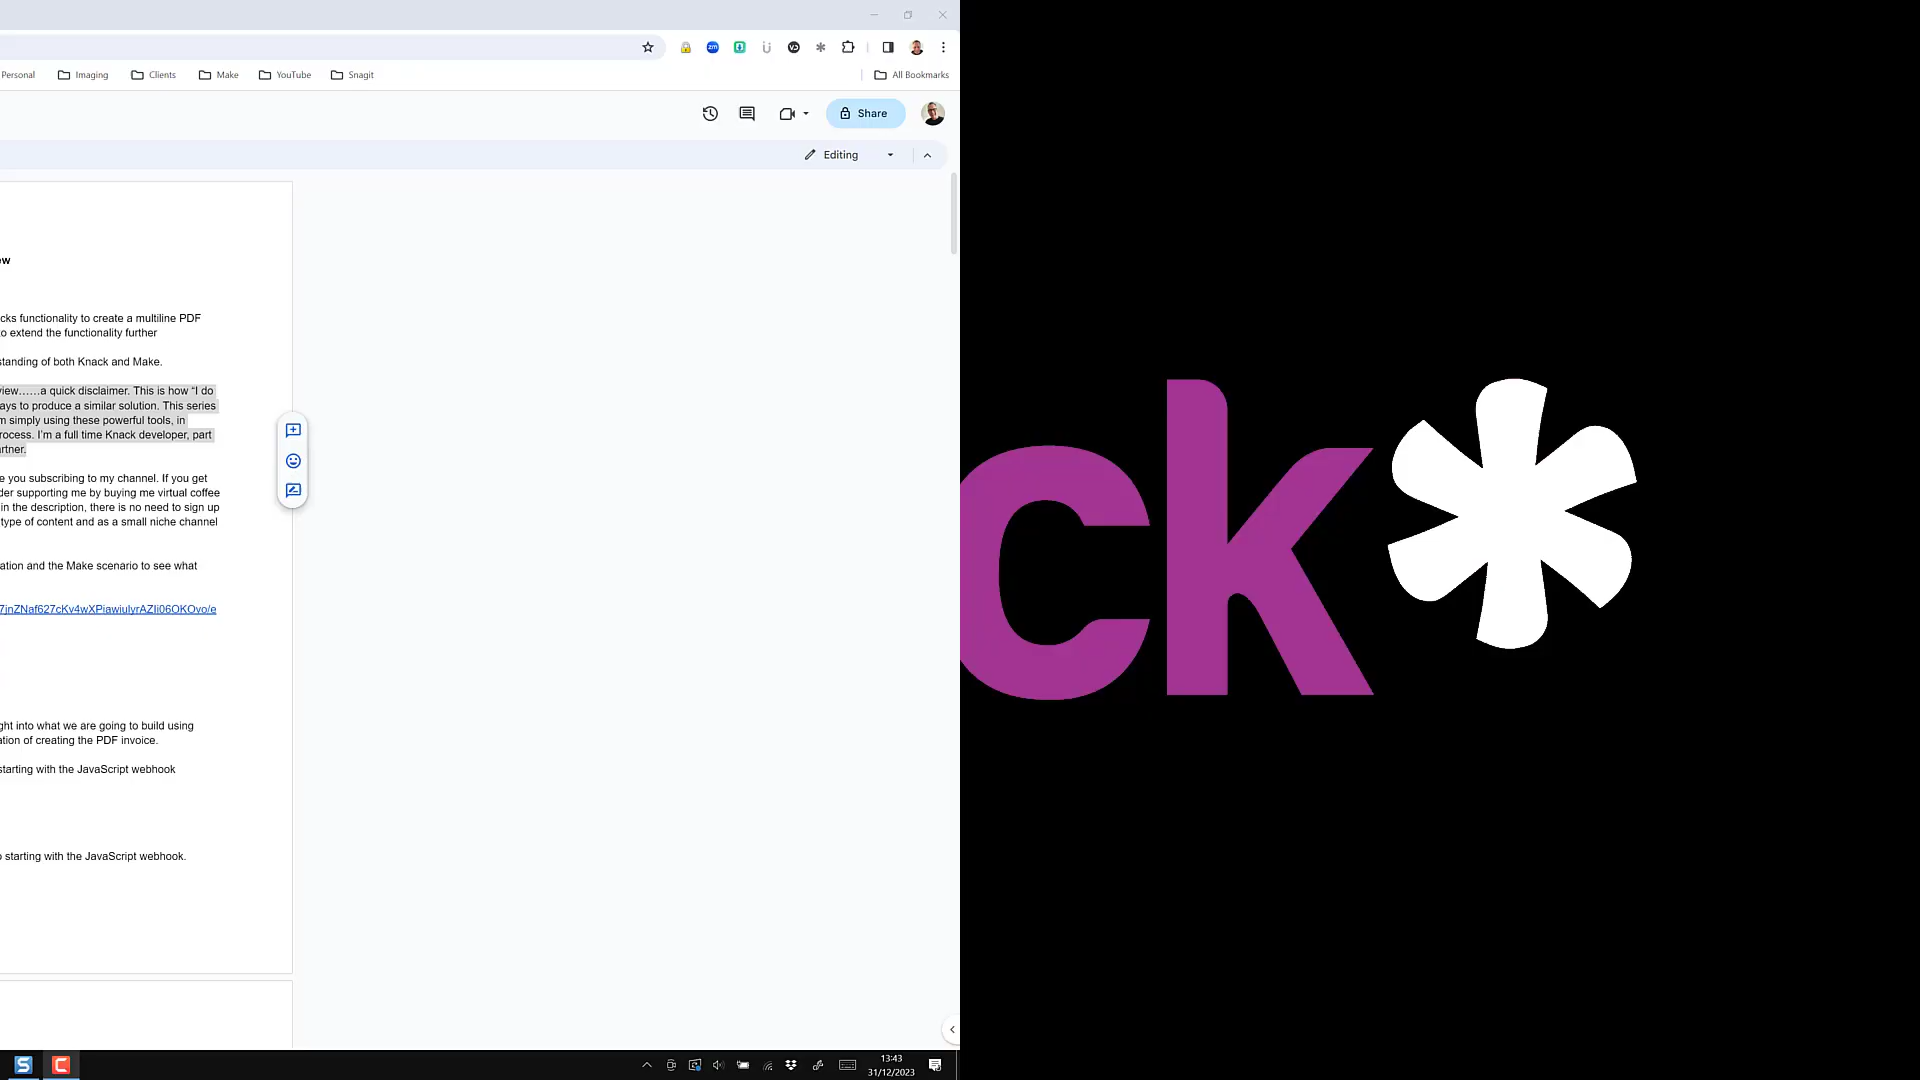 Personal
Imaging
Clients
Make
YouTube
Snagit
All Bookmarks
Share
Editing
ew
cks functionality to create a multiline PDF
o extend the functionality further
standing of both Knack and Make.
view……a quick disclaimer. This is how “I do
ays to produce a similar solution. This series
m simply using these powerful tools, in
rocess. I’m a full time Knack developer, part
artner.
e you subscribing to my channel. If you get
der supporting me by buying me virtual coffee
in the description, there is no need to sign up
type of content and as a small niche channel
ation and the Make scenario to see what
7jnZNaf627cKv4wXPiawiulyrAZIi06OKOvo/e
ght into what we are going to build using
ation of creating the PDF invoice.
starting with the JavaScript webhook
o starting with the JavaScript webhook.
ck*
13:43
31/12/2023